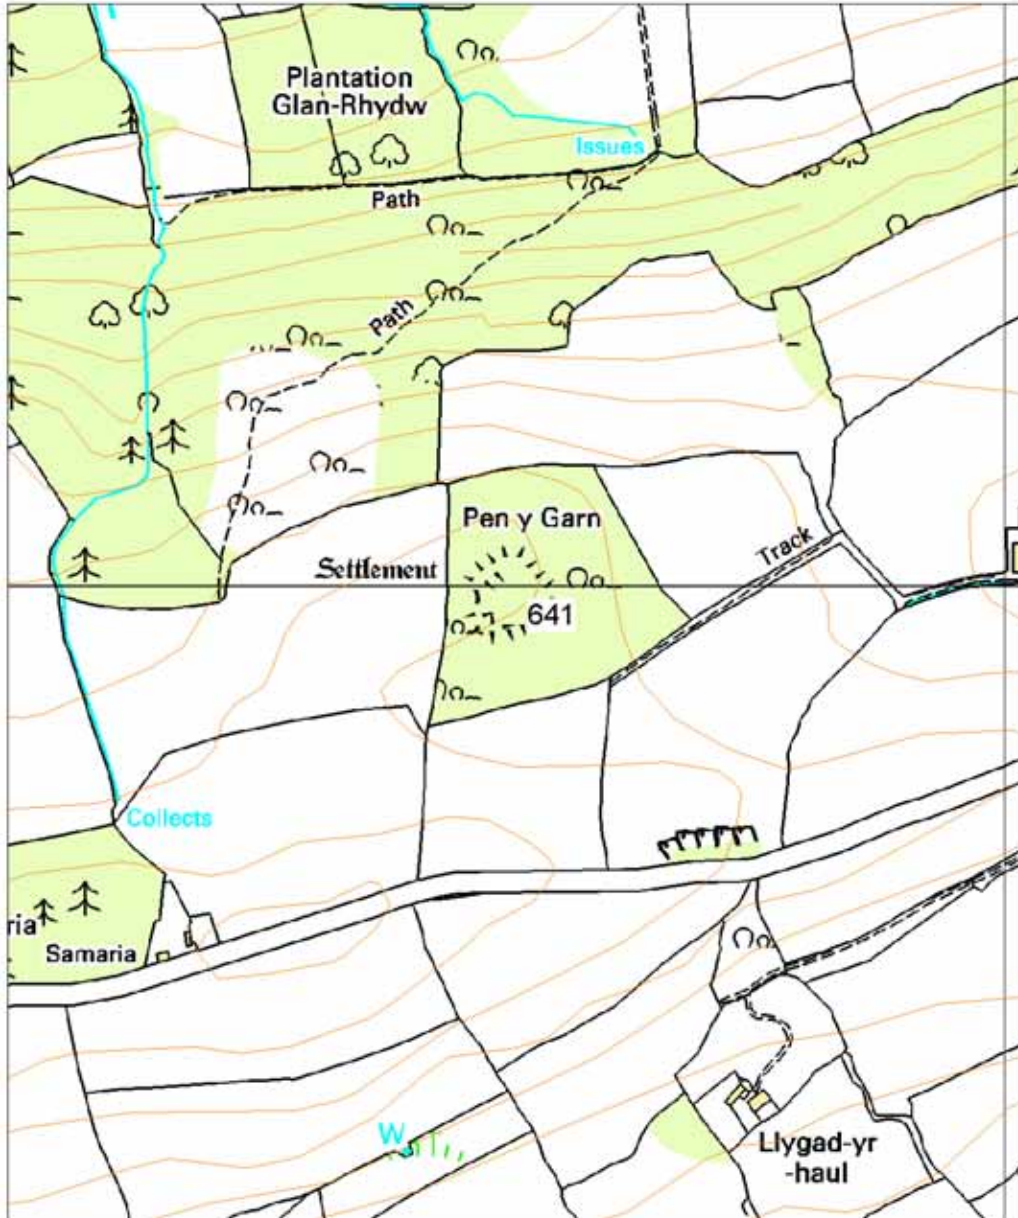 Plantation
Glan-Rhydw
Issues
Path
Path
Pen y Garn
Track
Settlement
641
Collects
ria
Samaria
W
Llygad-yr
-haul